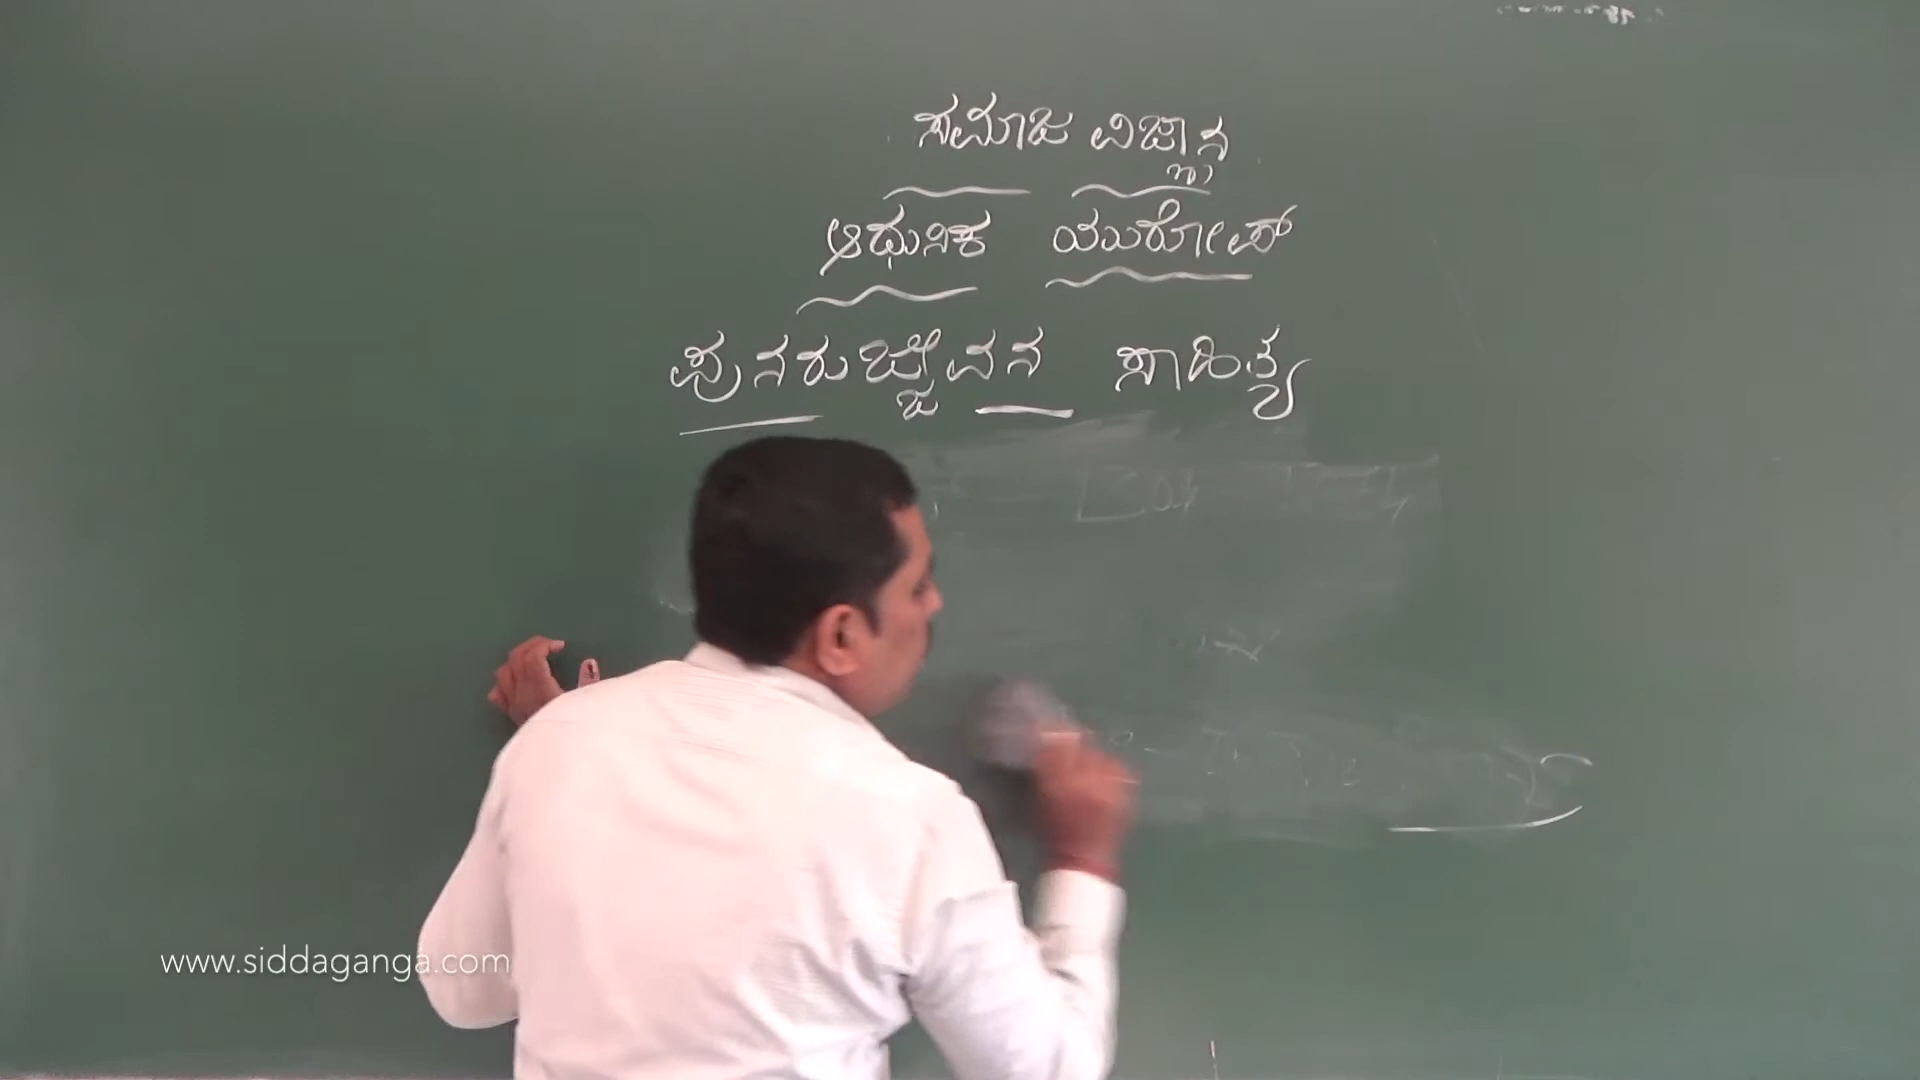 ಸಮಾಜ ವಿಜ್ಞಾನ
ಆಧುನಿಕ ಯುರೋಪ್
ಪುನರುಜ್ಜೀವನ ಸಾಹಿತ್ಯ
www.siddaganga.com